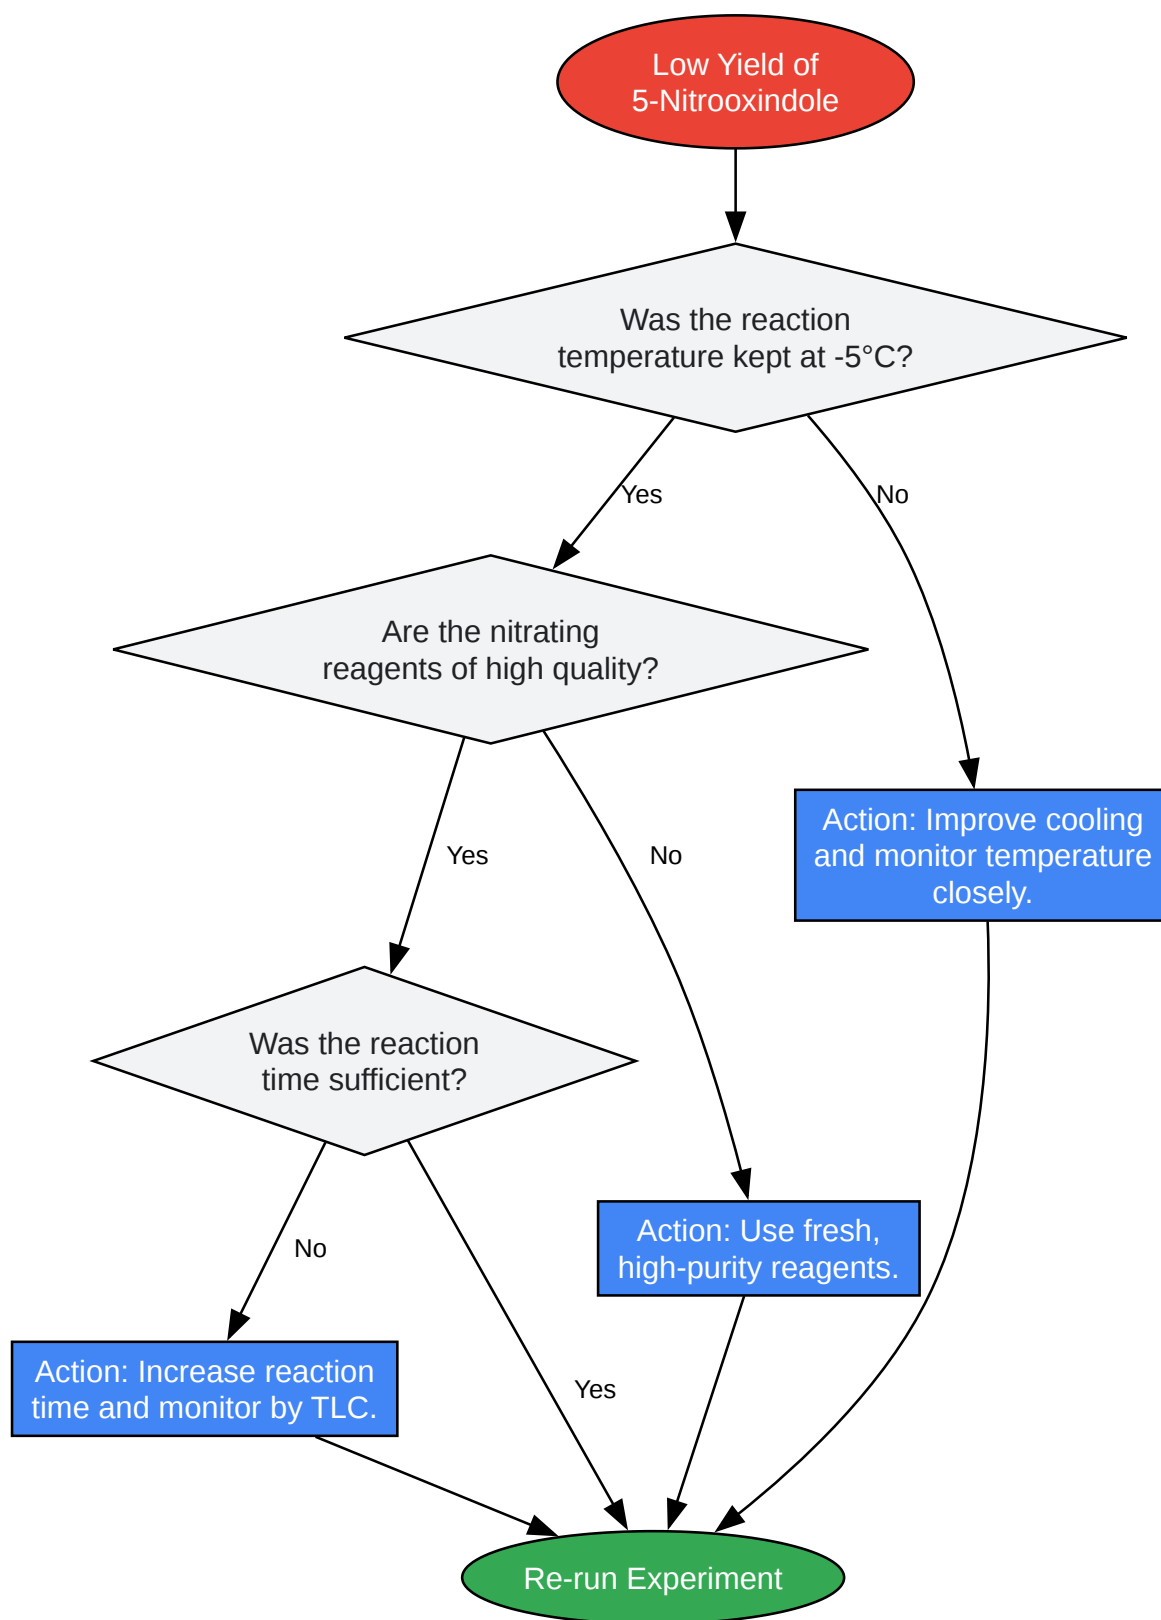 Low Yield of
5-Nitrooxindole
Was the reaction
temperature kept at -5°C?
Yes
No
Are the nitrating
reagents of high quality?
Yes
No
Action: Improve cooling
and monitor temperature
closely.
Was the reaction
time sufficient?
No
Yes
Action: Use fresh,
high-purity reagents.
Action: Increase reaction
time and monitor by TLC.
Re-run Experiment